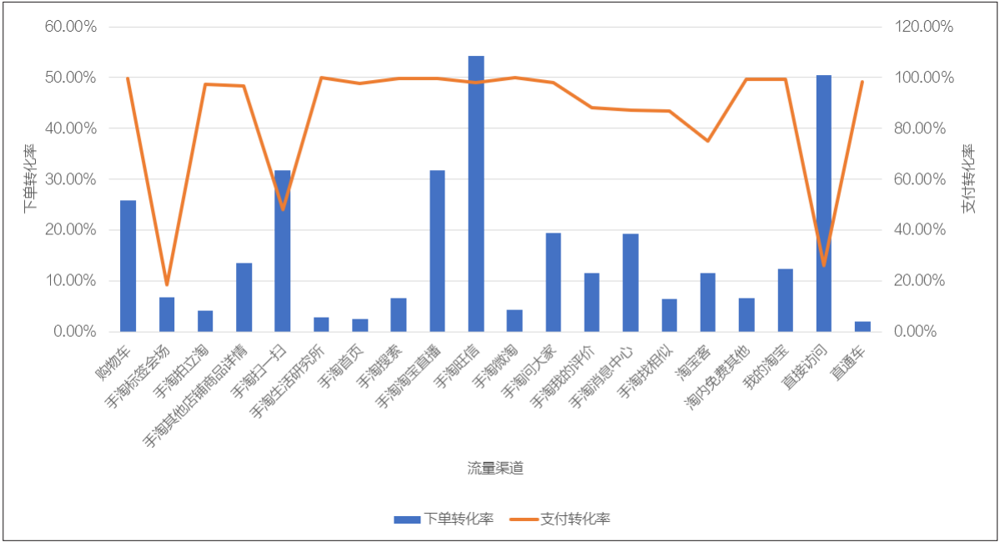 60.00%
50.00%
40.00%
30.00%
20.00%
10.00%
0.00%
下单转化率
120.00%
100.00%
80.00%
60.00%
40.00%
20.00%
0.00%
支付转化率
购物车
手淘标签会场
手淘拍立淘
手淘其他店铺商品详情
手淘扫一扫
手淘生活研究所
手淘首页
手淘搜索
手淘淘宝直播
手淘旺信
手淘微淘
手淘问大家
手淘我的评价
手淘消息中心
手淘找相似
淘宝客
淘内免费其他
我的淘宝
直接访问
直通车
流量渠道
下单转化率
支付转化率